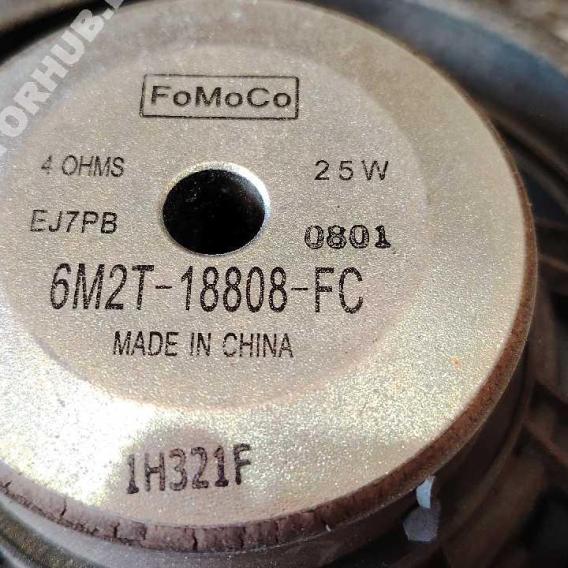 FoMoCo
4 OHMS 25W
EJ7PB 0801
6M2T-18808-FC
MADE IN CHINA
1H321F